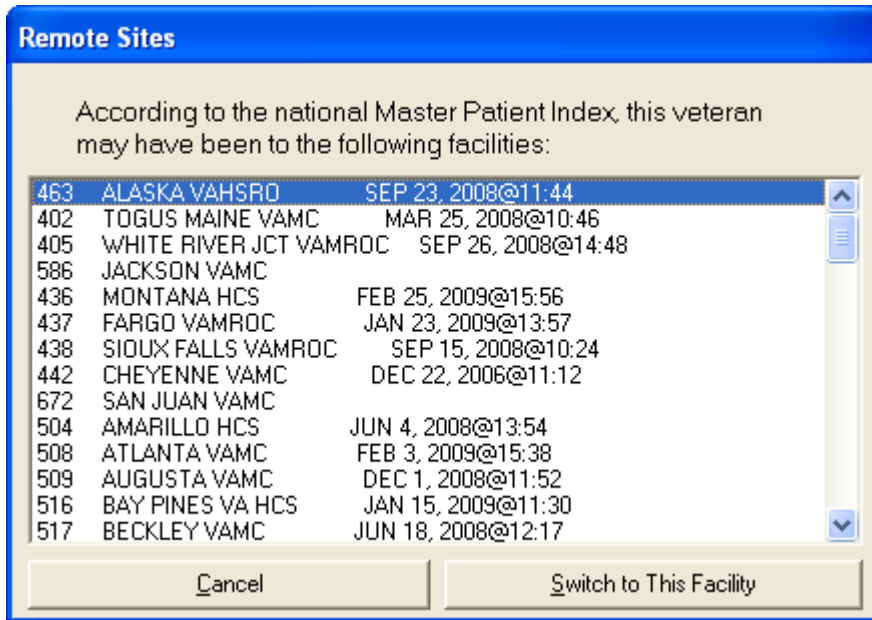 Remote Sites
According to the national Master Patient Index, this veteran
may have been to the following facilities:
463 ALASKA VAHSRO SEP 23, 2008@11:44
402 TOGUS MAINE VAMC MAR 25, 2008@10:46
405 WHITE RIVER JCT VAMROC SEP 26, 2008@14:48
586 JACKSON VAMC
436 MONTANA HCS FEB 25, 2009@15:56
437 FARGO VAMROC JAN 23, 2009@13:57
438 SIOUX FALLS VAMROC SEP 15, 2008@10:24
442 CHEYENNE VAMC DEC 22, 2006@11:12
672 SAN JUAN VAMC
504 AMARILLO HCS JUN 4, 2008@13:54
508 ATLANTA VAMC FEB 3, 2009@15:38
509 AUGUSTA VAMC DEC 1, 2008@11:52
516 BAY PINES VA HCS JAN 15, 2009@11:30
517 BECKLEY VAMC JUN 18, 2008@12:17
Cancel Switch to This Facility